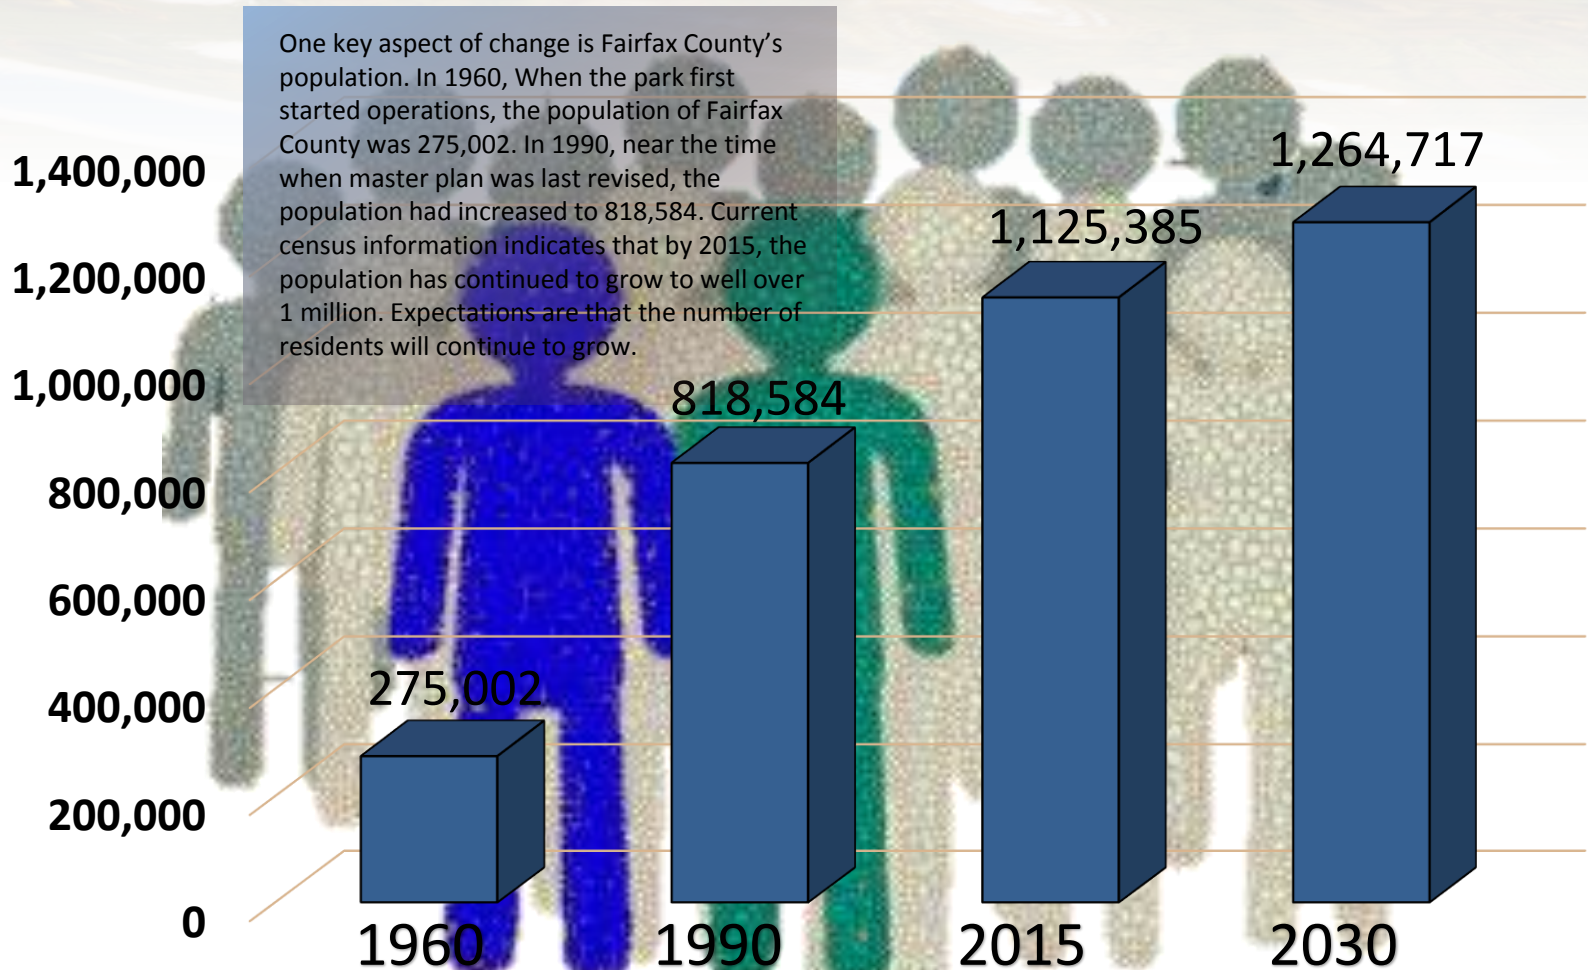 One key aspect of change is Fairfax County’s
population. In 1960, When the park first
started operations, the population of Fairfax
County was 275,002. In 1990, near the time
when master plan was last revised, the
population had increased to 818,584. Current
census information indicates that by 2015, the
population has continued to grow to well over
1 million. Expectations are that the number of
residents will continue to grow.
1,400,000
1,200,000
1,000,000
800,000
600,000
400,000
200,000
0
275,002
818,584
1,125,385
1,264,717
1960
1990
2015
2030